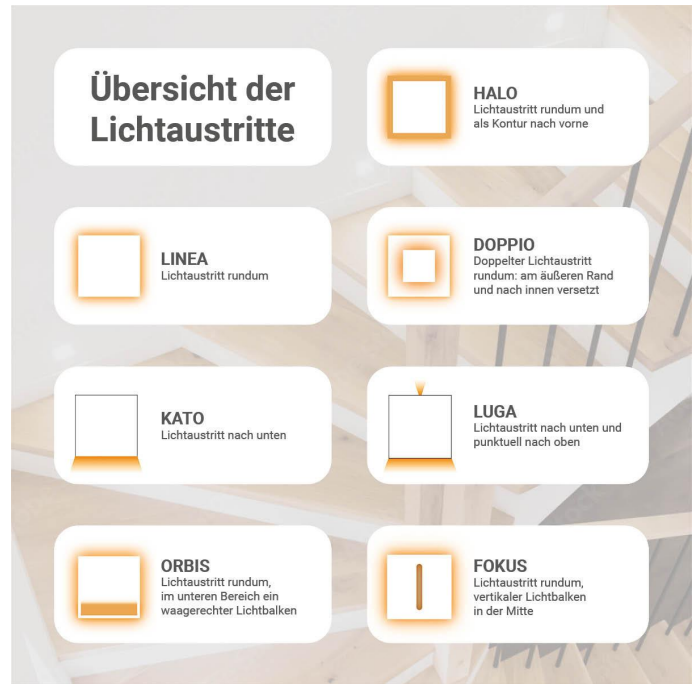 Übersicht der
Lichtaustritte
HALO
Lichtaustritt rundum und
als Kontur nach vorne
LINEA
Lichtaustritt rundum
DOPPIO
Doppelter Lichtaustritt
rundum: am äußeren Rand
und nach innen versetzt
KATO
Lichtaustritt nach unten
LUGA
Lichtaustritt nach unten und
punktuell nach oben
ORBIS
Lichtaustritt rundum,
im unteren Bereich ein
waagerechter Lichtbalken
FOKUS
Lichtaustritt rundum,
vertikaler Lichtbalken
in der Mitte